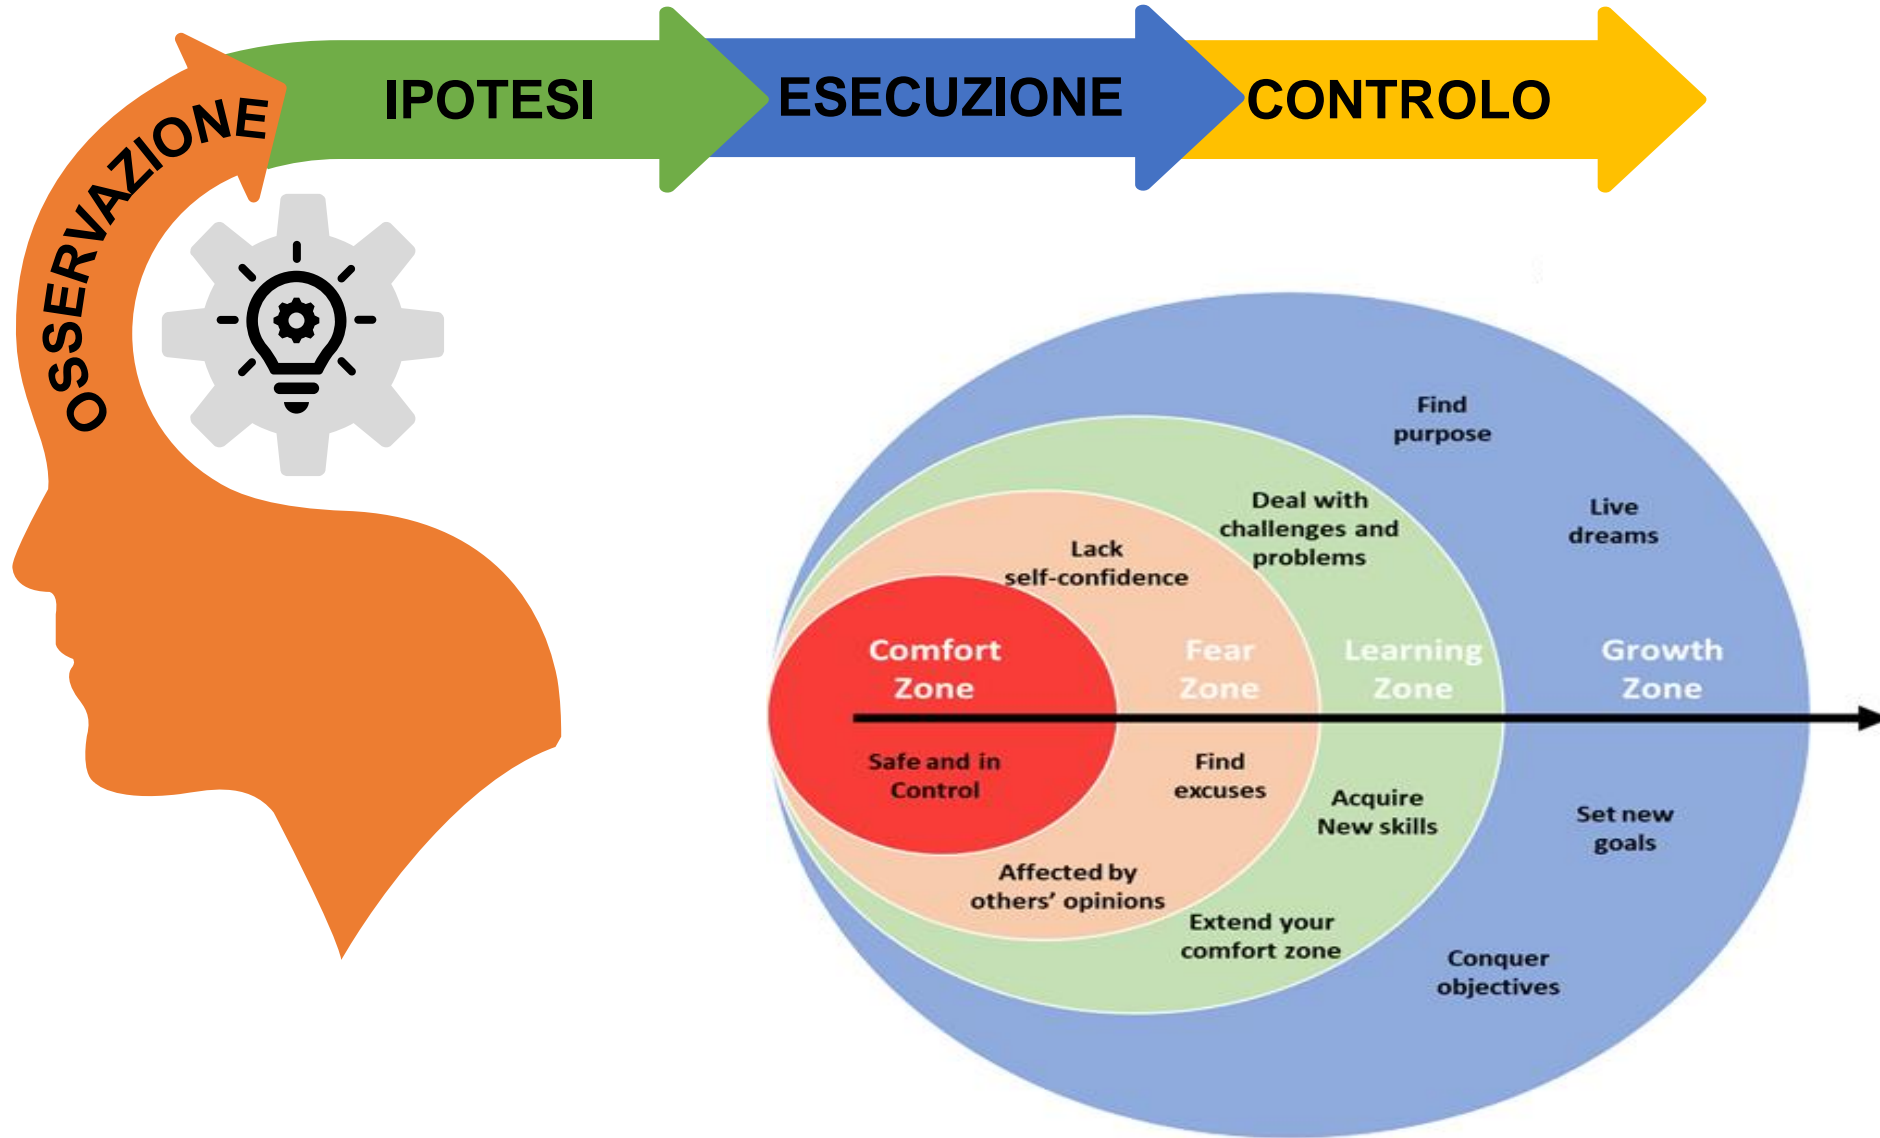 OSSERVAZIONE
IPOTESI
ESECUZIONE
CONTROLO
Find
purpose
Live
dreams
Deal with
challenges and
problems
Lack
self-confidence
Comfort
Zone
Fear
Zone
Learning
Zone
Growth
Zone
Safe and in
Control
Find
excuses
Acquire
New skills
Set new
goals
Affected by
others’ opinions
Extend your
comfort zone
Conquer
objectives